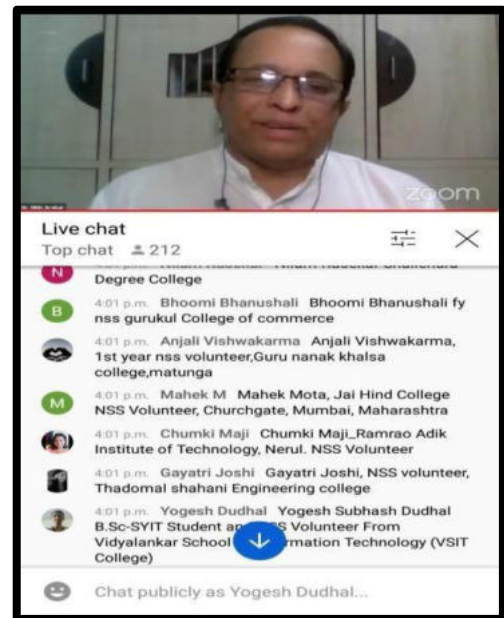 zoom
Live chat
Top chat 212
N
Degree College
B 4:01 p.m. Bhoomi Bhanushali Bhoomi Bhanushali fy
nss gurukul College of commerce
4:01 p.m. Anjali Vishwakarma Anjali Vishwakarma,
1st year nss volunteer,Guru nanak khalsa
college,matunga
M 4:01 p.m. Mahek M Mahek Mota, Jai Hind College
NSS Volunteer, Churchgate, Mumbai, Maharashtra
4:01 p.m. Chumki Maji Chumki Maji_Ramrao Adik
Institute of Technology, Nerul. NSS Volunteer
4:01 p.m. Gayatri Joshi Gayatri Joshi, NSS volunteer,
Thadomal shahani Engineering college
4:01 p.m. Yogesh Dudhal Yogesh Subhash Dudhal
B.Sc-SYIT Student Volunteer From
Vidyalankar School Technology (VSIT
College)
Chat publicly as Yogesh Dudhal...